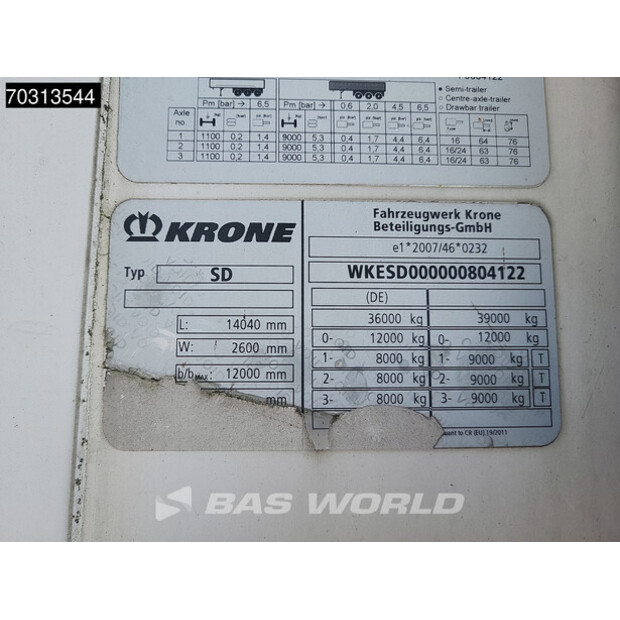 70313544
★ Semi-trailer
○ Centre-axle-trailer
● Drawbar trailer
Axle no. Pm [bar] → 6,5 Pm [bar] → 0,6 2,0 4,5 6,5
1 1100 0,2 1,4 9000 5,3 0,4 1,7 4,4 6,4 16 64 76
2 1100 0,2 1,4 9000 5,3 0,4 1,7 4,4 6,4 16/24 63 76
3 1100 0,2 1,4 9000 5,3 0,4 1,7 4,4 6,4 16/24 63 76
KRONE
Fahrzeugwerk Krone
Beteiligungs-GmbH
e1*2007/46*0232
Typ SD
WKESD000000804122
(DE)
L: 14040 mm
W: 2600 mm
b/bMAX: 12000 mm
mm
36000 kg 39000 kg
0- 12000 kg 0- 12000 kg
1- 8000 kg 1- 9000 kg T
2- 8000 kg 2- 9000 kg T
3- 8000 kg 3- 9000 kg T
to CR (EU) 19/2011
BAS WORLD